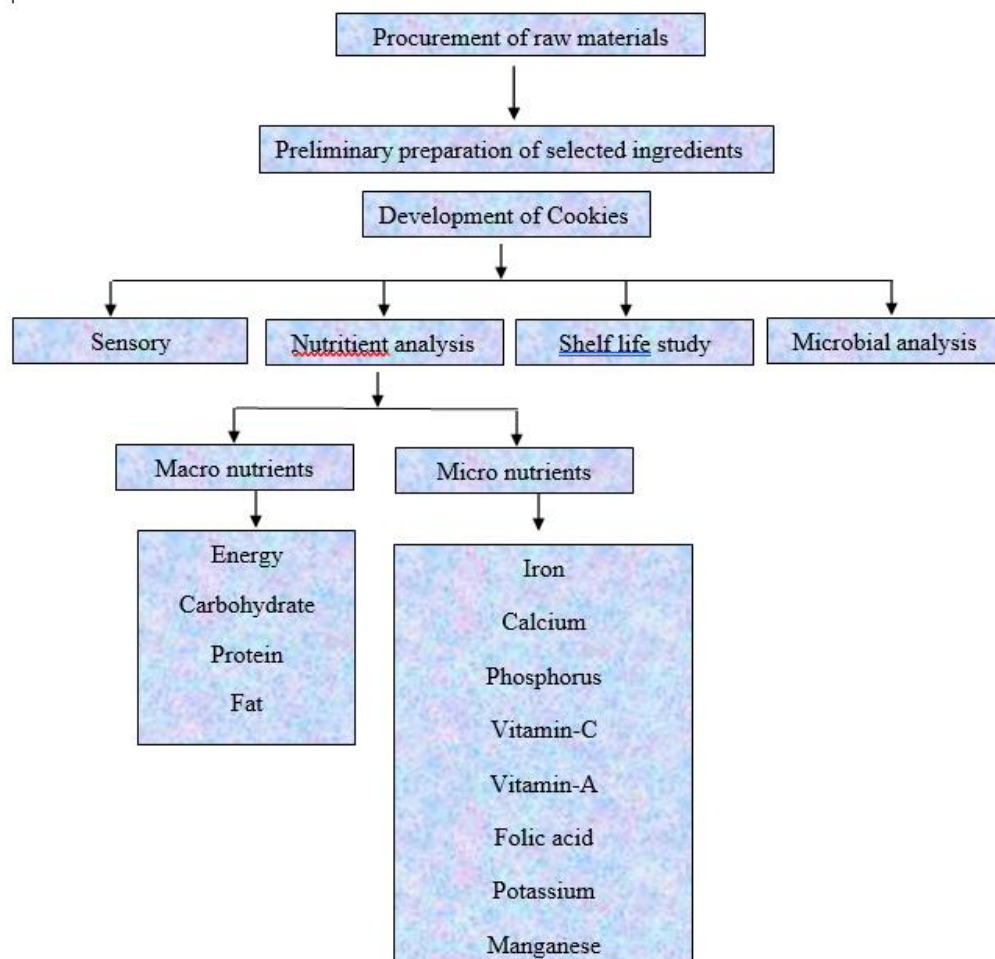 Procurement of raw materials
Preliminary preparation of selected ingredients
Development of Cookies
Sensory
Nutritient analysis
Shelf life study
Microbial analysis
Macro nutrients
Micro nutrients
Energy
Carbohydrate
Protein
Fat
Iron
Calcium
Phosphorus
Vitamin-C
Vitamin-A
Folic acid
Potassium
Manganese